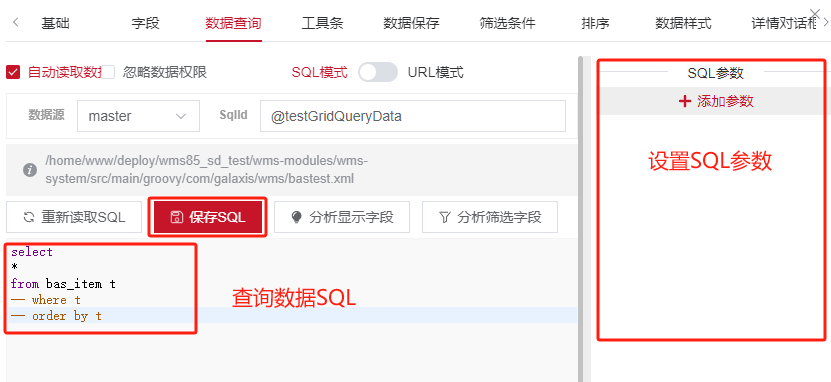 基础 字段 数据查询 工具条 数据保存 筛选条件 排序 数据样式 详情对话框
自动读取数据 忽略数据权限 SQL模式 URL模式
数据源 master SqlId @testGridQueryData
/home/www/deploy/wms85_sd_test/wms-modules/wms-
system/src/main/groovy/com/galaxis/wms/bastest.xml
重新读取SQL 保存SQL 分析显示字段 分析筛选字段
select
*
from bas_item t
-- where t
-- order by t
查询数据SQL
SQL参数
添加参数
设置SQL参数